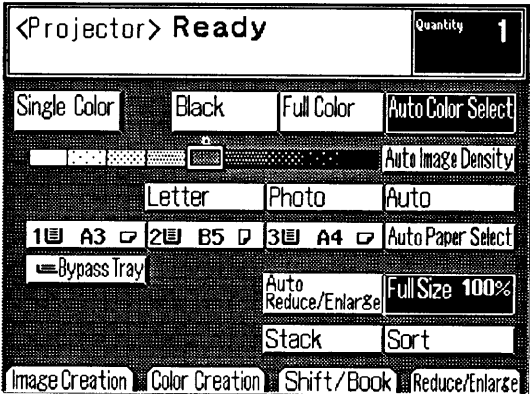 <Projector> Ready
Quantity 1
Single Color Black Full Color Auto Color Select
Auto Image Density
Letter Photo Auto
1 A3 2 B5 3 A4 Auto Paper Select
Bypass Tray
Auto
Reduce/Enlarge Full Size 100%
Stack Sort
Image Creation Color Creation Shift/Book Reduce/Enlarge